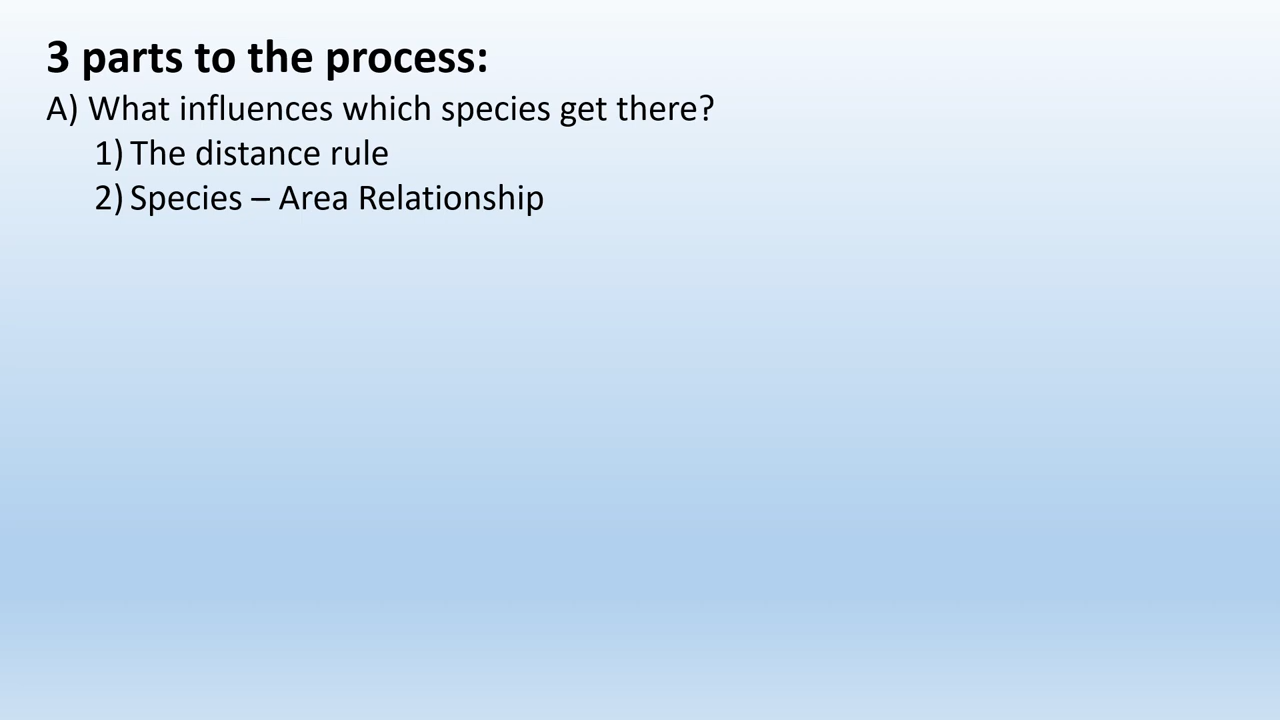 3 parts to the process:
A) What influences which species get there?
1) The distance rule
2) Species – Area Relationship